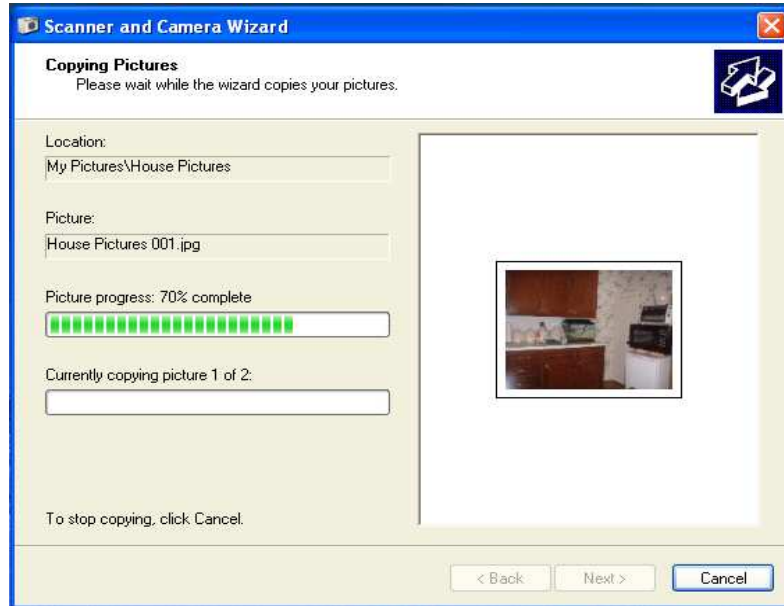 Scanner and Camera Wizard
Copying Pictures
Please wait while the wizard copies your pictures.
Location:
My Pictures\House Pictures
Picture:
House Pictures 001.jpg
Picture progress: 70% complete
Currently copying picture 1 of 2:
To stop copying, click Cancel.
< Back
Next >
Cancel